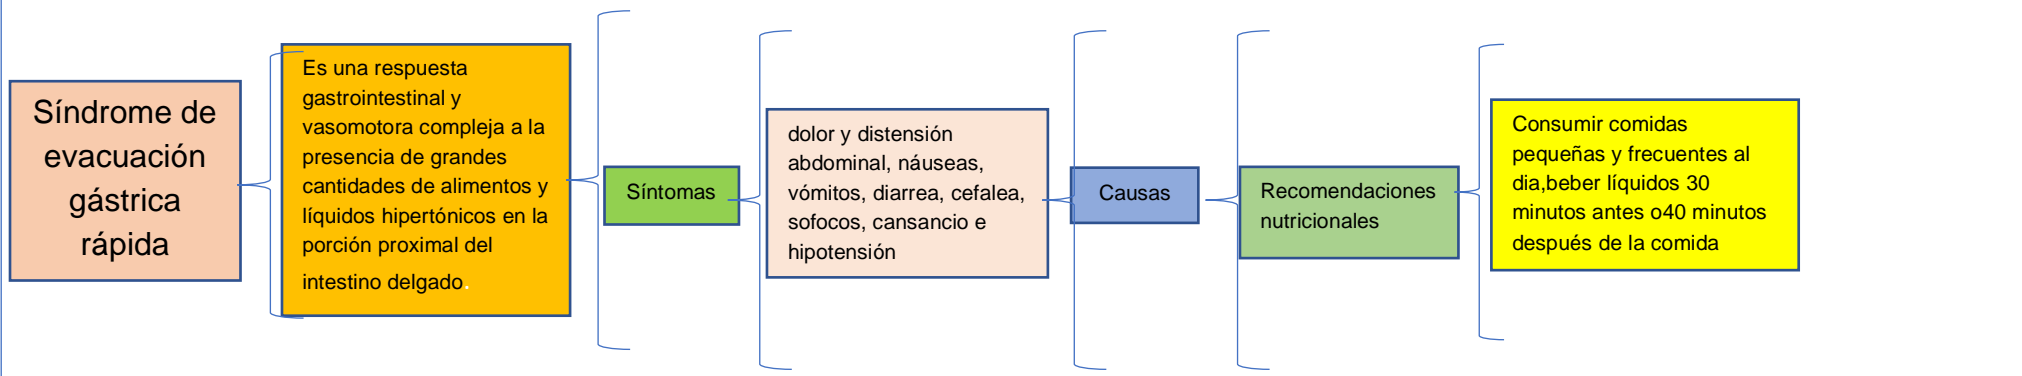 Síndrome de
evacuación
gástrica
rápida
Es una respuesta
gastrointestinal y
vasomotora compleja a la
presencia de grandes
cantidades de alimentos y
líquidos hipertónicos en la
porción proximal del
intestino delgado.
Síntomas
dolor y distensión
abdominal, náuseas,
vómitos, diarrea, cefalea,
sofocos, cansancio e
hipotensión
Causas
Recomendaciones
nutricionales
Consumir comidas
pequeñas y frecuentes al
dia,beber líquidos 30
minutos antes o40 minutos
después de la comida